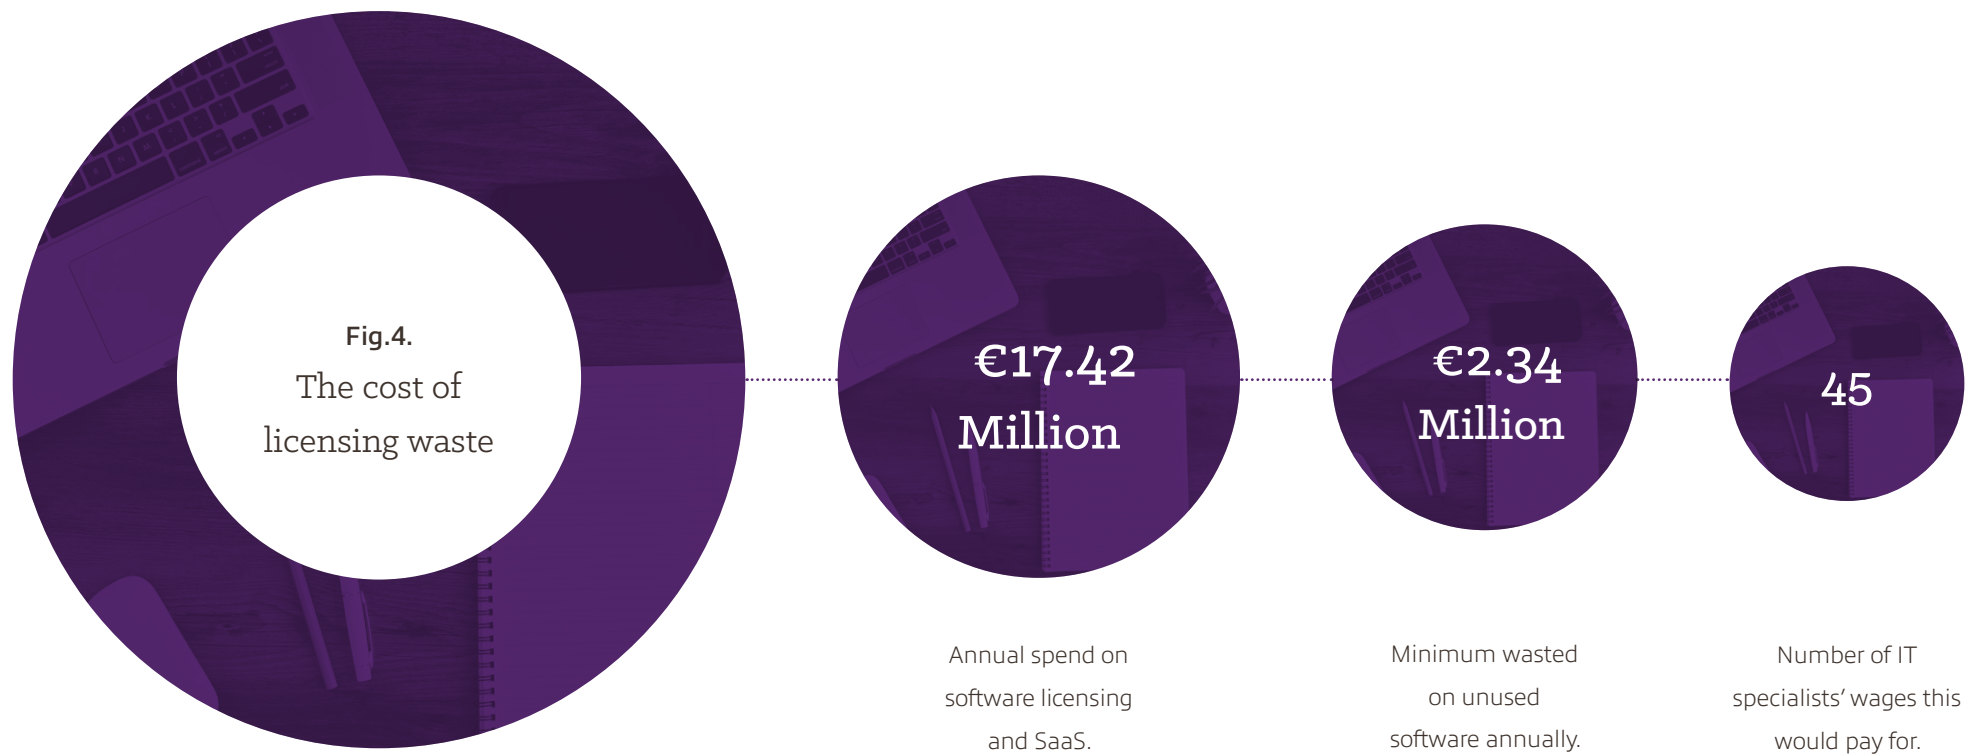 Fig.4.
The cost of
licensing waste
€17.42
Million
Annual spend on
software licensing
and SaaS.
€2.34
Million
Minimum wasted
on unused
software annually.
45
Number of IT
specialists’ wages this
would pay for.